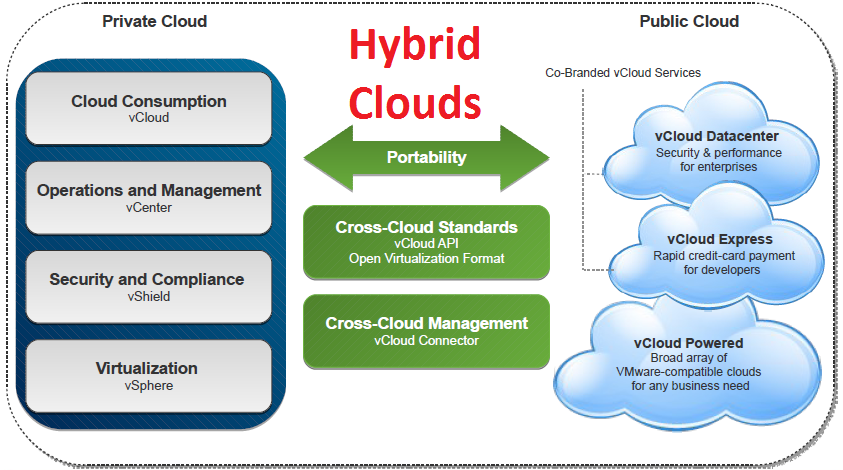 Private Cloud
Cloud Consumption
vCloud
Operations and Management
vCenter
Security and Compliance
vShield
Virtualization
vSphere
Hybrid
Clouds
Portability
Cross-Cloud Standards
vCloud API
Open Virtualization Format
Cross-Cloud Management
vCloud Connector
Public Cloud
Co-Branded vCloud Services
vCloud Datacenter
Security & performance
for enterprises
vCloud Express
Rapid credit-card payment
for developers
vCloud Powered
Broad array of
VMware-compatible clouds
for any business need